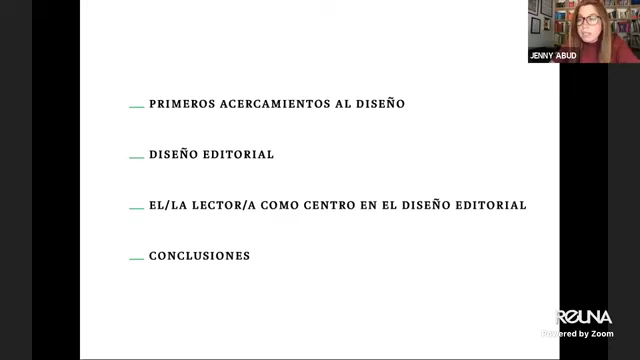 JENNY ABUD
PRIMEROS ACERCAMIENTOS AL DISEÑO
DISEÑO EDITORIAL
EL/LA LECTOR/A COMO CENTRO EN EL DISEÑO EDITORIAL
CONCLUSIONES
REUNA
Powered by Zoom